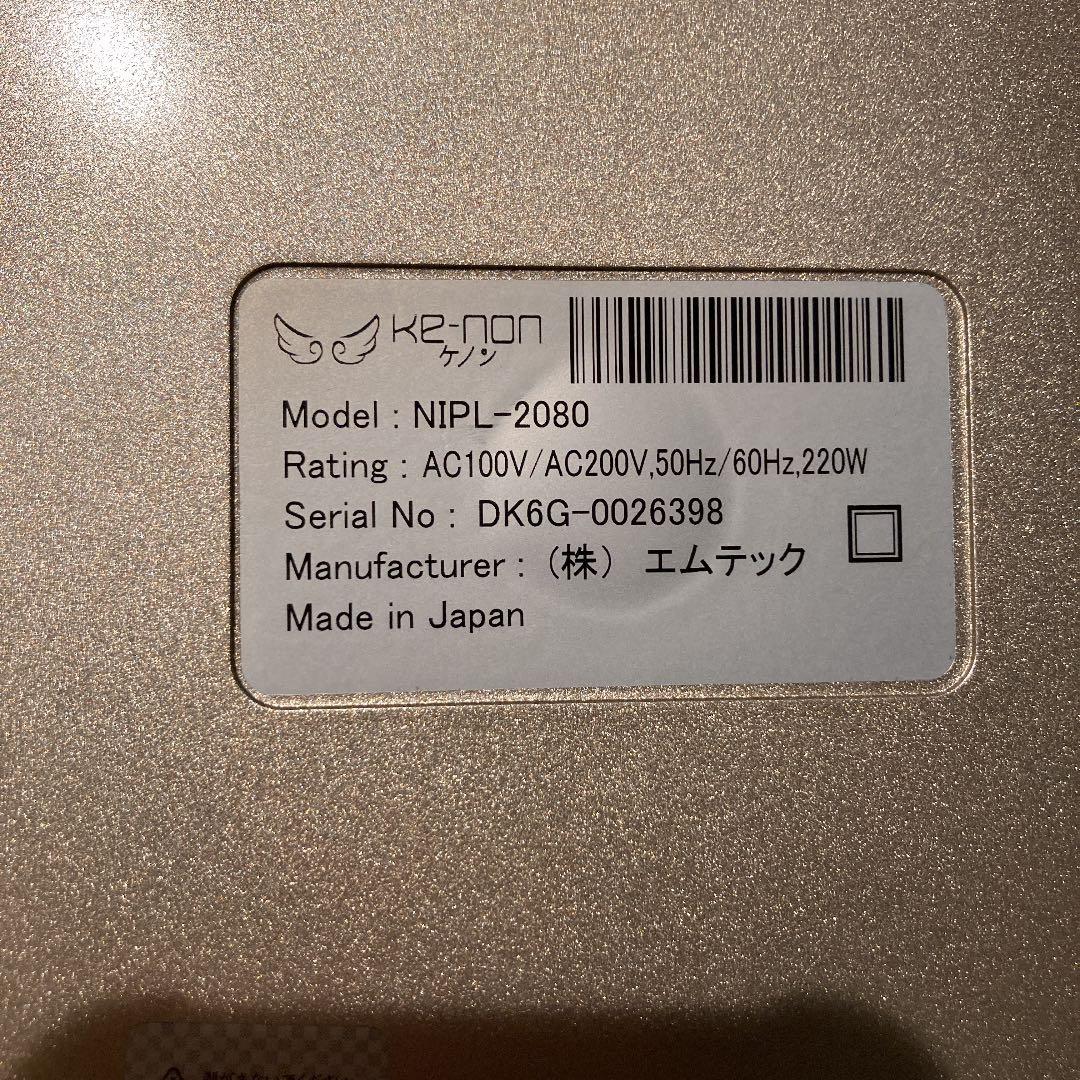 Ke-non
ケノン
Model : NIPL-2080
Rating : AC100V/AC200V,50Hz/60Hz,220W
Serial No : DK6G-0026398
Manufacturer : (株) エムテック
Made in Japan